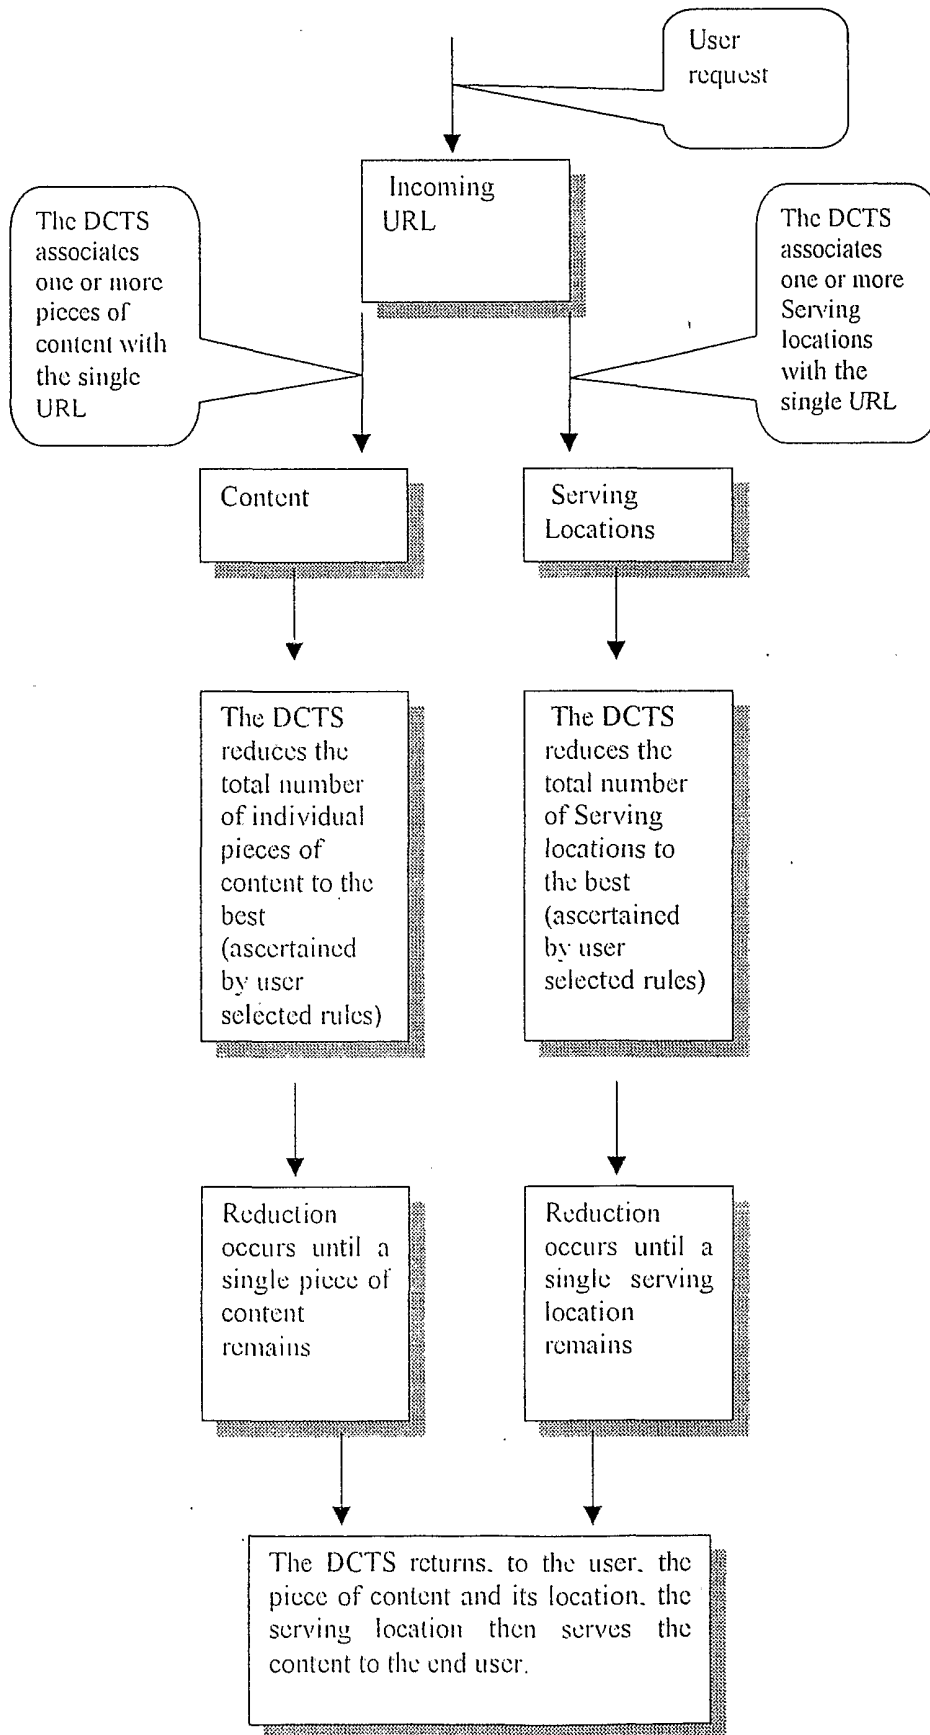 User
request
Incoming
URL
The DCTS
associates
one or more
pieces of
content with
the single
URL
The DCTS
associates
one or more
Serving
locations
with the
single URL
Content
Serving
Locations
The DCTS
reduces the
total number
of individual
pieces of
content to the
best
(ascertained
by user
selected rules)
The DCTS
reduces the
total number
of Serving
locations to
the best
(ascertained
by user
selected rules)
Reduction
occurs until a
single piece of
content
remains
Reduction
occurs until a
single serving
location
remains
The DCTS returns, to the user, the
piece of content and its location, the
serving location then serves the
content to the end user.